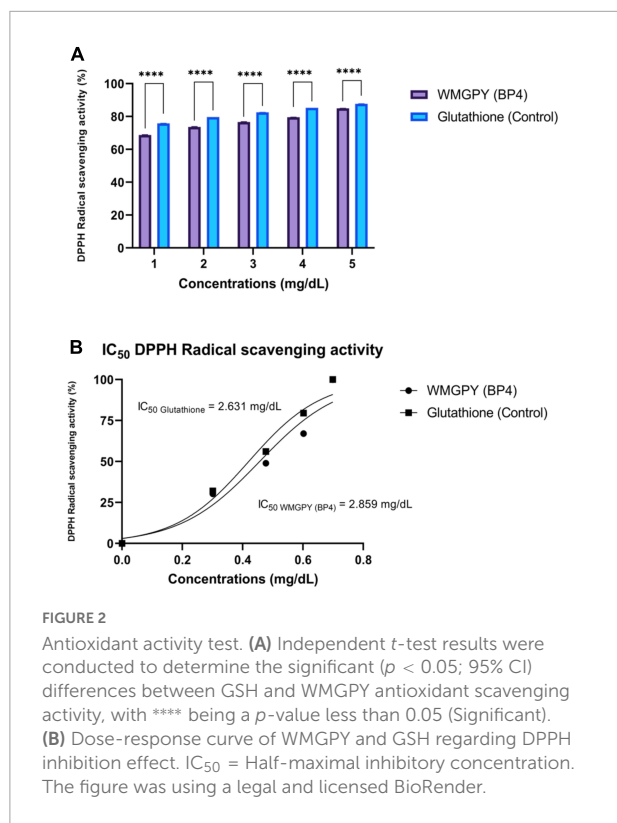 A
**** **** **** **** ****
DPPH Radical scavenging activity (%)
100
80
60
40
20
0
1 2 3 4 5
Concentrations (mg/dL)
WMGPY (BP4)
Glutathione (Control)
B IC50 DPPH Radical scavenging activity
DPPH Radical scavenging activity (%)
100
75
50
25
0
0.0 0.2 0.4 0.6 0.8
Concentrations (mg/dL)
IC50 Glutathione = 2.631 mg/dL
IC50 WMGPY (BP4) = 2.859 mg/dL
WMGPY (BP4)
Glutathione (Control)
FIGURE 2
Antioxidant activity test. (A) Independent t-test results were
conducted to determine the significant (p < 0.05; 95% CI)
differences between GSH and WMGPY antioxidant scavenging
activity, with **** being a p-value less than 0.05 (Significant).
(B) Dose-response curve of WMGPY and GSH regarding DPPH
inhibition effect. IC50 = Half-maximal inhibitory concentration.
The figure was using a legal and licensed BioRender.